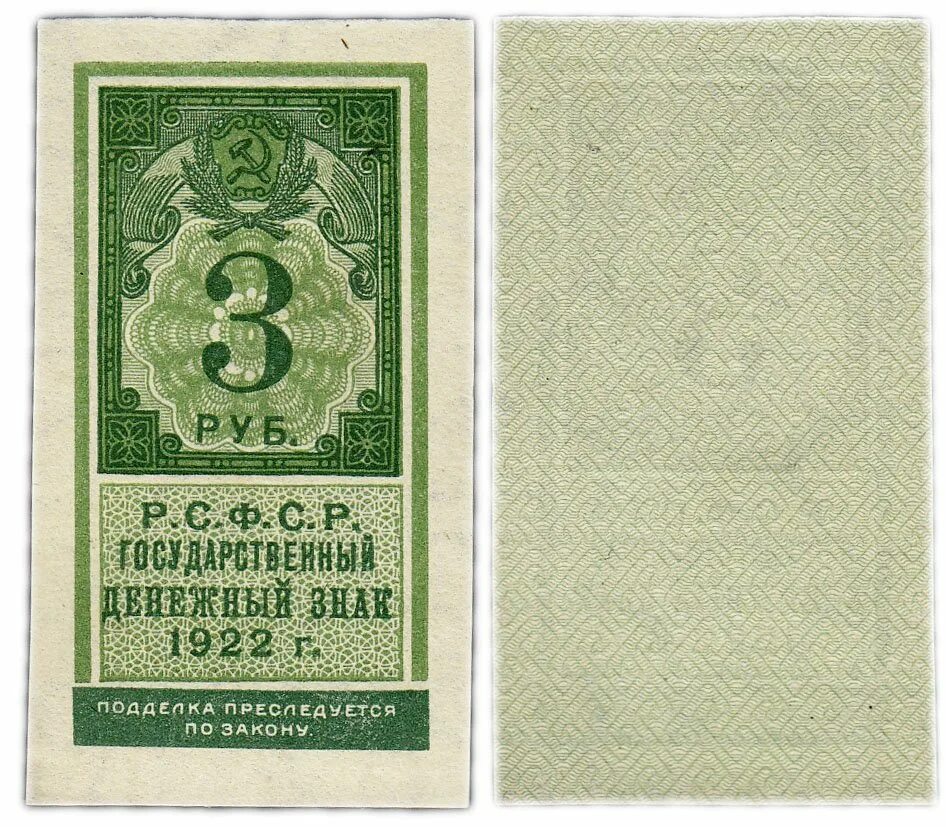 3
РУБ.
Р.С.Ф.С.Р.
ГОСУДАРСТВЕННЫЙ
ДЕНЕЖНЫЙ ЗНАК
1922 г.
ПОДДЕЛКА ПРЕСЛЕДУЕТСЯ
ПО ЗАКОНУ.